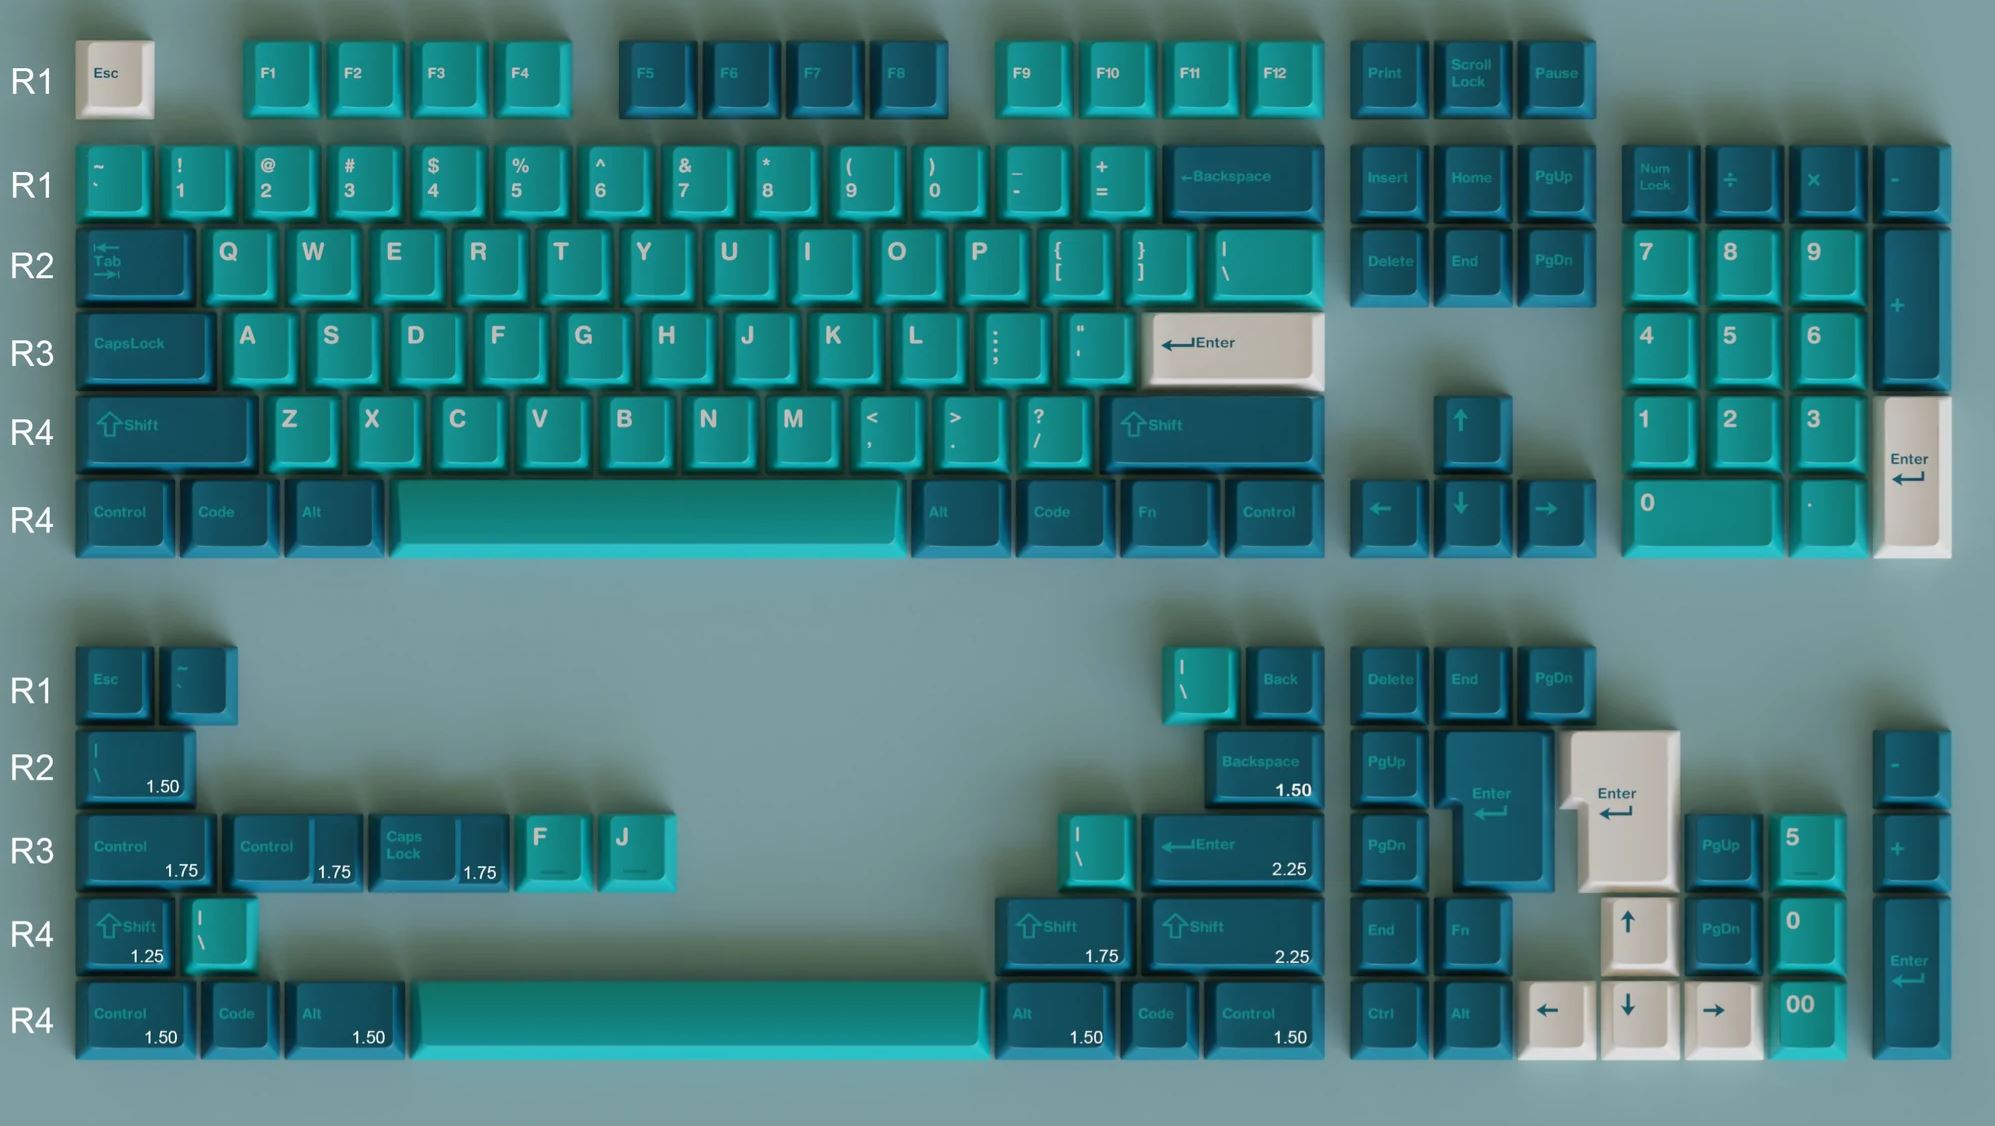 R1 Esc F1 F2 F3 F4 F5 F6 F7 F8 F9 F10 F11 F12 Print Scroll Lock Pause
R1 ~ ` ! 1 @ 2 # 3 $ 4 % 5 ^ 6 & 7 * 8 ( 9 ) 0 _ - + = ←Backspace Insert Home PgUp Num Lock ÷ × -
R2 Tab Q W E R T Y U I O P { [ } ] | \ Delete End PgDn 7 8 9 +
R3 CapsLock A S D F G H J K L : ; " ' Enter 4 5 6
R4 Shift Z X C V B N M < , > . ? / Shift ↑ 1 2 3 Enter
R4 Control Code Alt Alt Code Fn Control ← ↓ → 0 .
R1 Esc ~ ` | \ Back Delete End PgDn
R2 | \ 1.50 Backspace 1.50 PgUp Enter Enter -
R3 Control 1.75 Control 1.75 Caps Lock 1.75 F J | \ Enter 2.25 PgDn PgUp 5 +
R4 Shift 1.25 | \ Shift 1.75 Shift 2.25 End Fn ↑ PgDn 0 Enter
R4 Control 1.50 Code Alt 1.50 Alt 1.50 Code Control 1.50 Ctrl Alt ← ↓ → 00